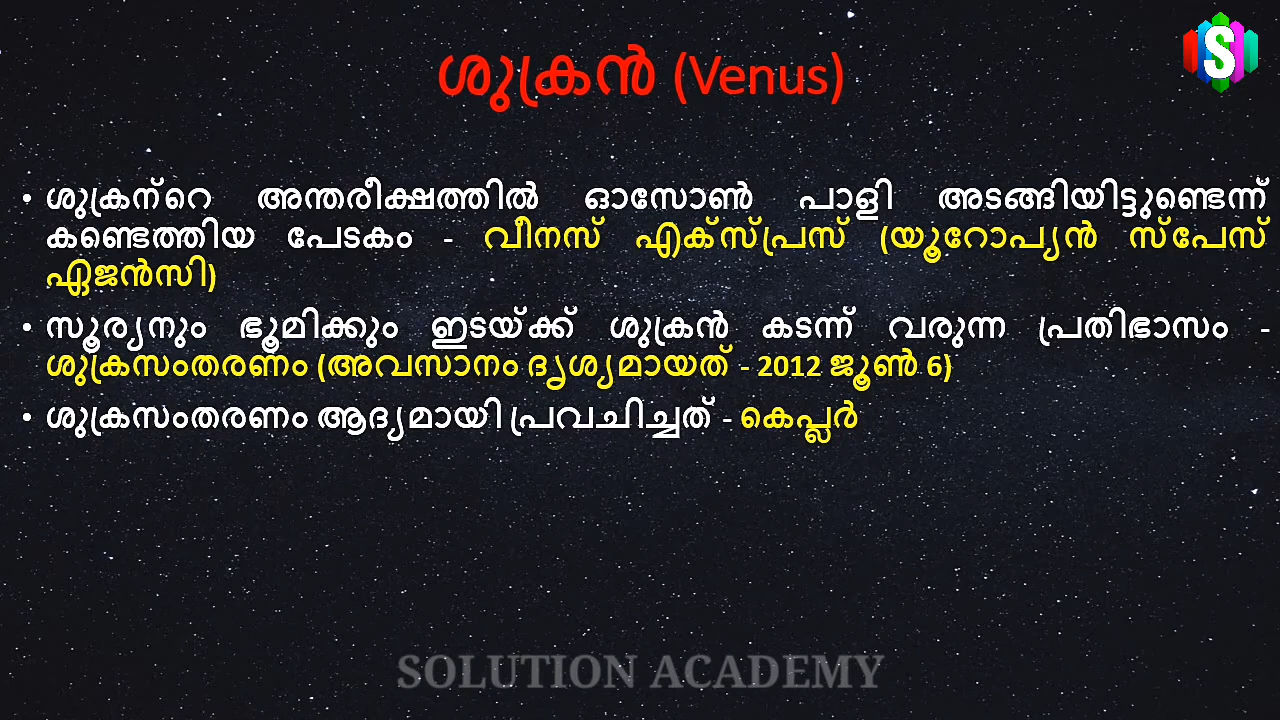 S
ശുക്രൻ (Venus)
• ശുക്രന്റെ അന്തരീക്ഷത്തിൽ ഓസോൺ പാളി അടങ്ങിയിട്ടുണ്ടെന്ന്
കണ്ടെത്തിയ പേടകം - വീനസ് എക്സ്പ്രസ് (യൂറോപ്യൻ സ്പേസ്
ഏജൻസി)
• സൂര്യനും ഭൂമിക്കും ഇടയ്ക്ക് ശുക്രൻ കടന്ന് വരുന്ന പ്രതിഭാസം -
ശുക്രസംതരണം (അവസാനം ദൃശ്യമായത് - 2012 ജൂൺ 6)
• ശുക്രസംതരണം ആദ്യമായി പ്രവചിച്ചത് - കെപ്ലർ
SOLUTION ACADEMY